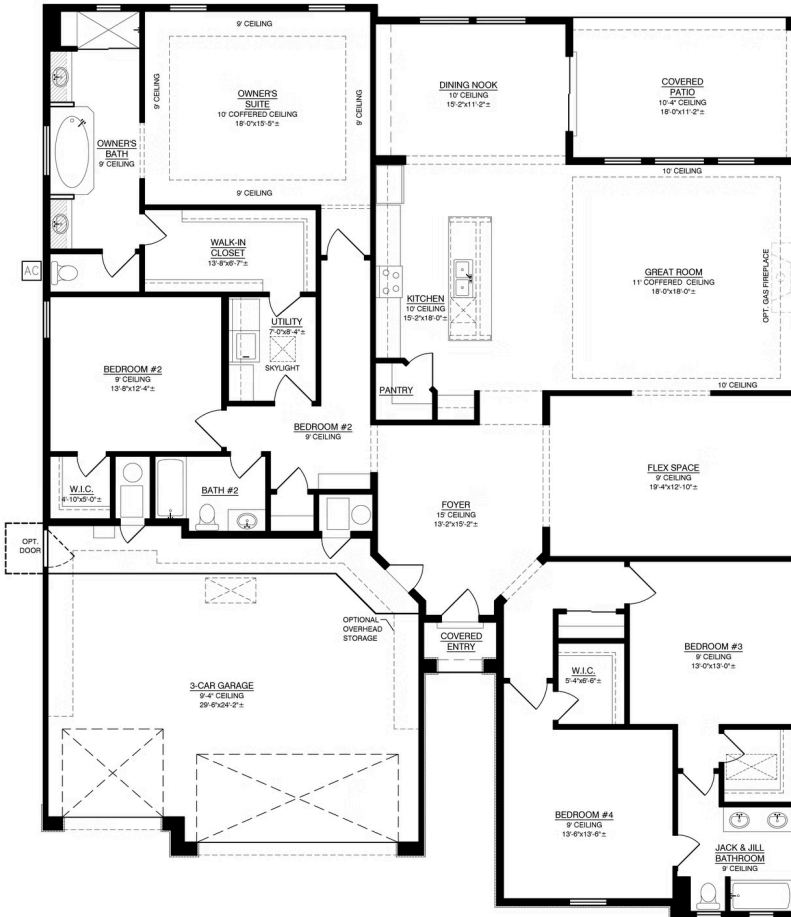 9' CEILING
9' CEILING
OWNER'S
SUITE
10' COFFERED CEILING
18'-0"x15'-5"±
9' CEILING
9' CEILING
OWNER'S
BATH
9' CEILING
DINING NOOK
10' CEILING
15'-2"x11'-2"±
COVERED
PATIO
10'-4" CEILING
18'-0"x11'-2"±
10' CEILING
WALK-IN
CLOSET
13'-8"x6'-7"±
AC
KITCHEN
10' CEILING
15'-2"x18'-0"±
GREAT ROOM
11' COFFERED CEILING
18'-0"x18'-0"±
OPT. GAS FIREPLACE
10' CEILING
UTILITY
7'-0"x8'-4"±
SKYLIGHT
BEDROOM #2
9' CEILING
13'-8"x12'-4"±
PANTRY
BEDROOM #2
9' CEILING
W.I.C.
4'-10"x5'-0"±
BATH #2
FOYER
15' CEILING
13'-2"x15'-2"±
FLEX SPACE
9' CEILING
19'-4"x12'-10"±
OPT.
DOOR
OPTIONAL
OVERHEAD
STORAGE
COVERED
ENTRY
3-CAR GARAGE
9'-4" CEILING
29'-6"x24'-2"±
W.I.C.
5'-4"x6'-6"±
BEDROOM #3
9' CEILING
13'-0"x13'-0"±
BEDROOM #4
9' CEILING
13'-6"x13'-6"±
JACK & JILL
BATHROOM
9' CEILING